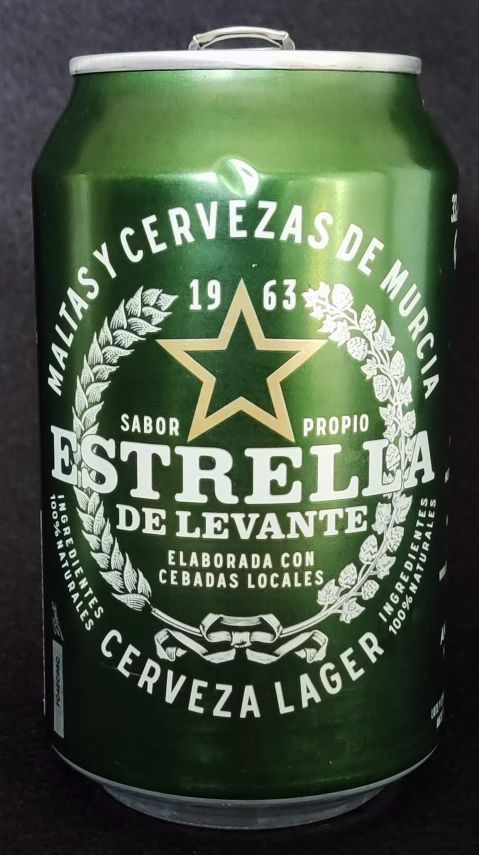 MALTAS Y CERVEZAS DE MURCIA
19 63
SABOR PROPIO
ESTRELLA
DE LEVANTE
ELABORADA CON
CEBADAS LOCALES
INGREDIENTES
100% NATURALES
INGREDIENTES
100% NATURALES
CERVEZA LAGER